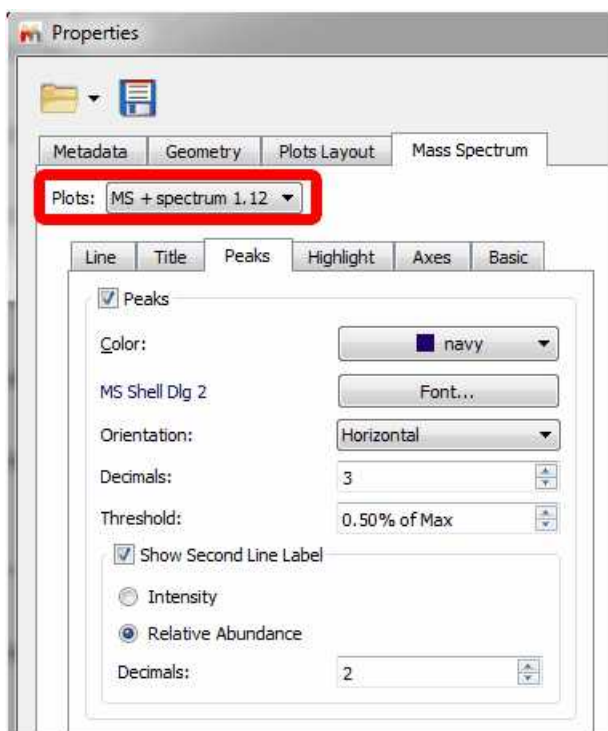 Properties
Metadata Geometry Plots Layout Mass Spectrum
Plots: MS + spectrum 1.12
Line Title Peaks Highlight Axes Basic
Peaks
Color: navy
MS Shell Dlg 2 Font...
Orientation: Horizontal
Decimals: 3
Threshold: 0.50% of Max
Show Second Line Label
Intensity
Relative Abundance
Decimals: 2